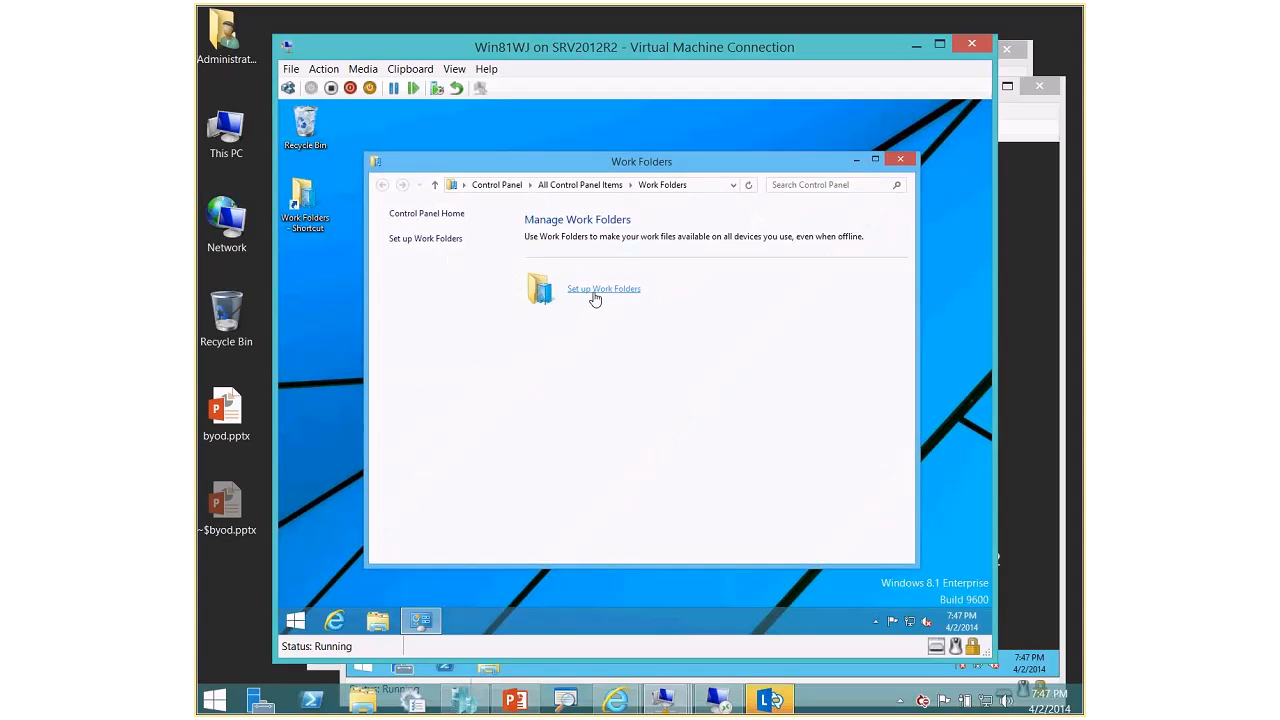 Administrat...
This PC
Network
Recycle Bin
byod.pptx
~$byod.pptx
Win81WJ on SRV2012R2 - Virtual Machine Connection
File Action Media Clipboard View Help
Recycle Bin
Work Folders
- Shortcut
Work Folders
Control Panel All Control Panel Items Work Folders
Search Control Panel
Control Panel Home
Set up Work Folders
Manage Work Folders
Use Work Folders to make your work files available on all devices you use, even when offline.
Set up Work Folders
Windows 8.1 Enterprise
Build 9600
7:47 PM
4/2/2014
Status: Running
7:47 PM
4/2/2014
Status: Running
7:47 PM
4/2/2014